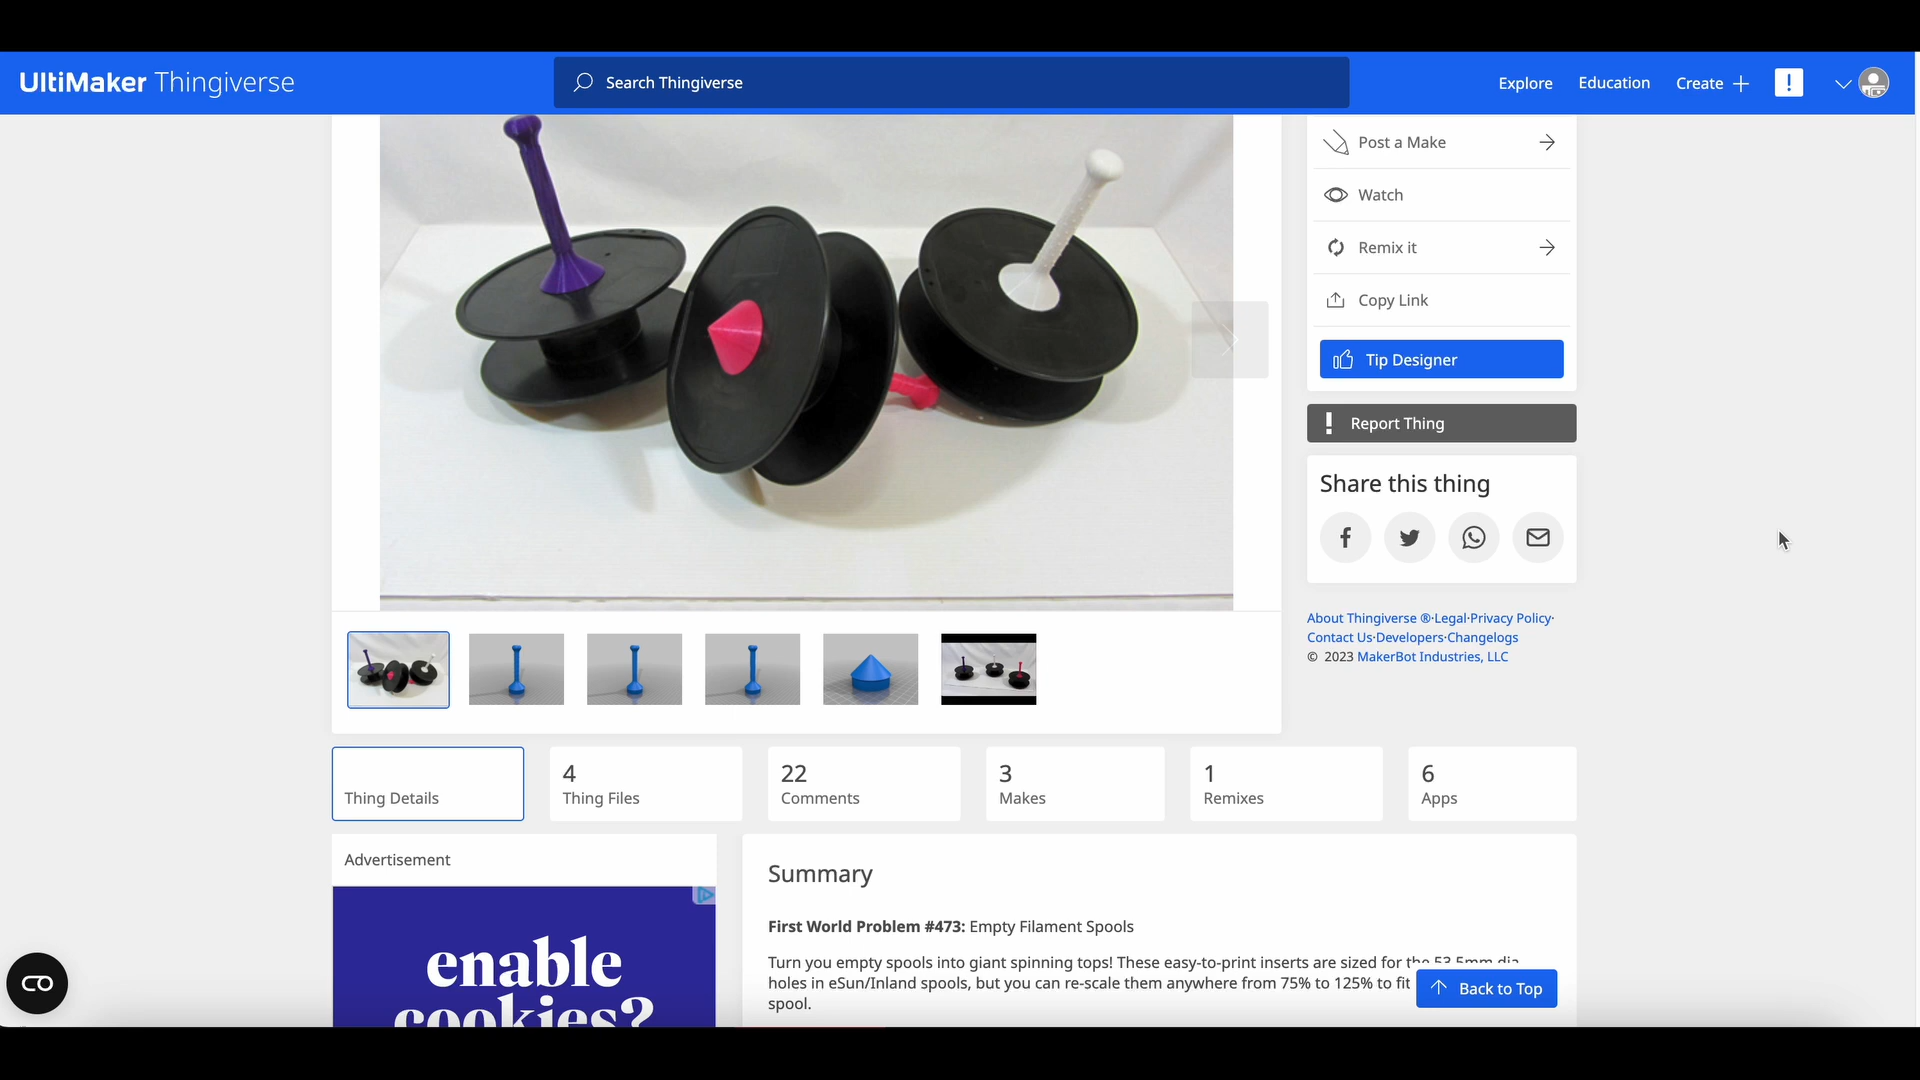 UltiMaker Thingiverse
Search Thingiverse
Explore
Education
Create
Post a Make
Watch
Remix it
Copy Link
Tip Designer
Report Thing
Share this thing
About Thingiverse ®·Legal·Privacy Policy·
Contact Us·Developers·Changelogs
© 2023 MakerBot Industries, LLC
Thing Details
4
Thing Files
22
Comments
3
Makes
1
Remixes
6
Apps
Advertisement
enable
cookies?
Summary
First World Problem #473: Empty Filament Spools
Turn you empty spools into giant spinning tops! These easy-to-print inserts are sized for the 53.5mm dia
holes in eSun/Inland spools, but you can re-scale them anywhere from 75% to 125% to fit
spool.
Back to Top